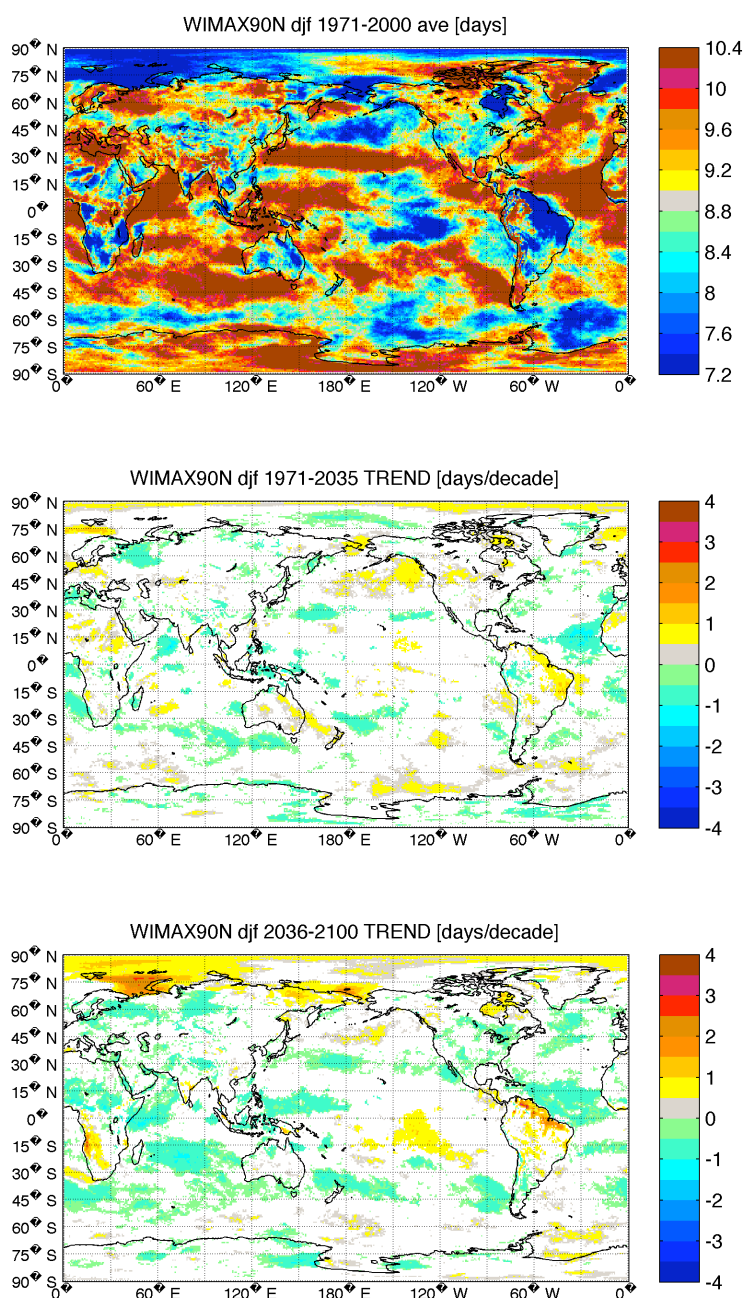 WIMAX90N djf 1971-2000 ave [days]
90� N
75� N
60� N
45� N
30� N
15� N
0�
15� S
30� S
45� S
60� S
75� S
90� S
0� 60� E 120� E 180� E 120� W 60� W 0�
10.4
10
9.6
9.2
8.8
8.4
8
7.6
7.2
WIMAX90N djf 1971-2035 TREND [days/decade]
90� N
75� N
60� N
45� N
30� N
15� N
0�
15� S
30� S
45� S
60� S
75� S
90� S
0� 60� E 120� E 180� E 120� W 60� W 0�
4
3
2
1
0
-1
-2
-3
-4
WIMAX90N djf 2036-2100 TREND [days/decade]
90� N
75� N
60� N
45� N
30� N
15� N
0�
15� S
30� S
45� S
60� S
75� S
90� S
0� 60� E 120� E 180� E 120� W 60� W 0�
4
3
2
1
0
-1
-2
-3
-4